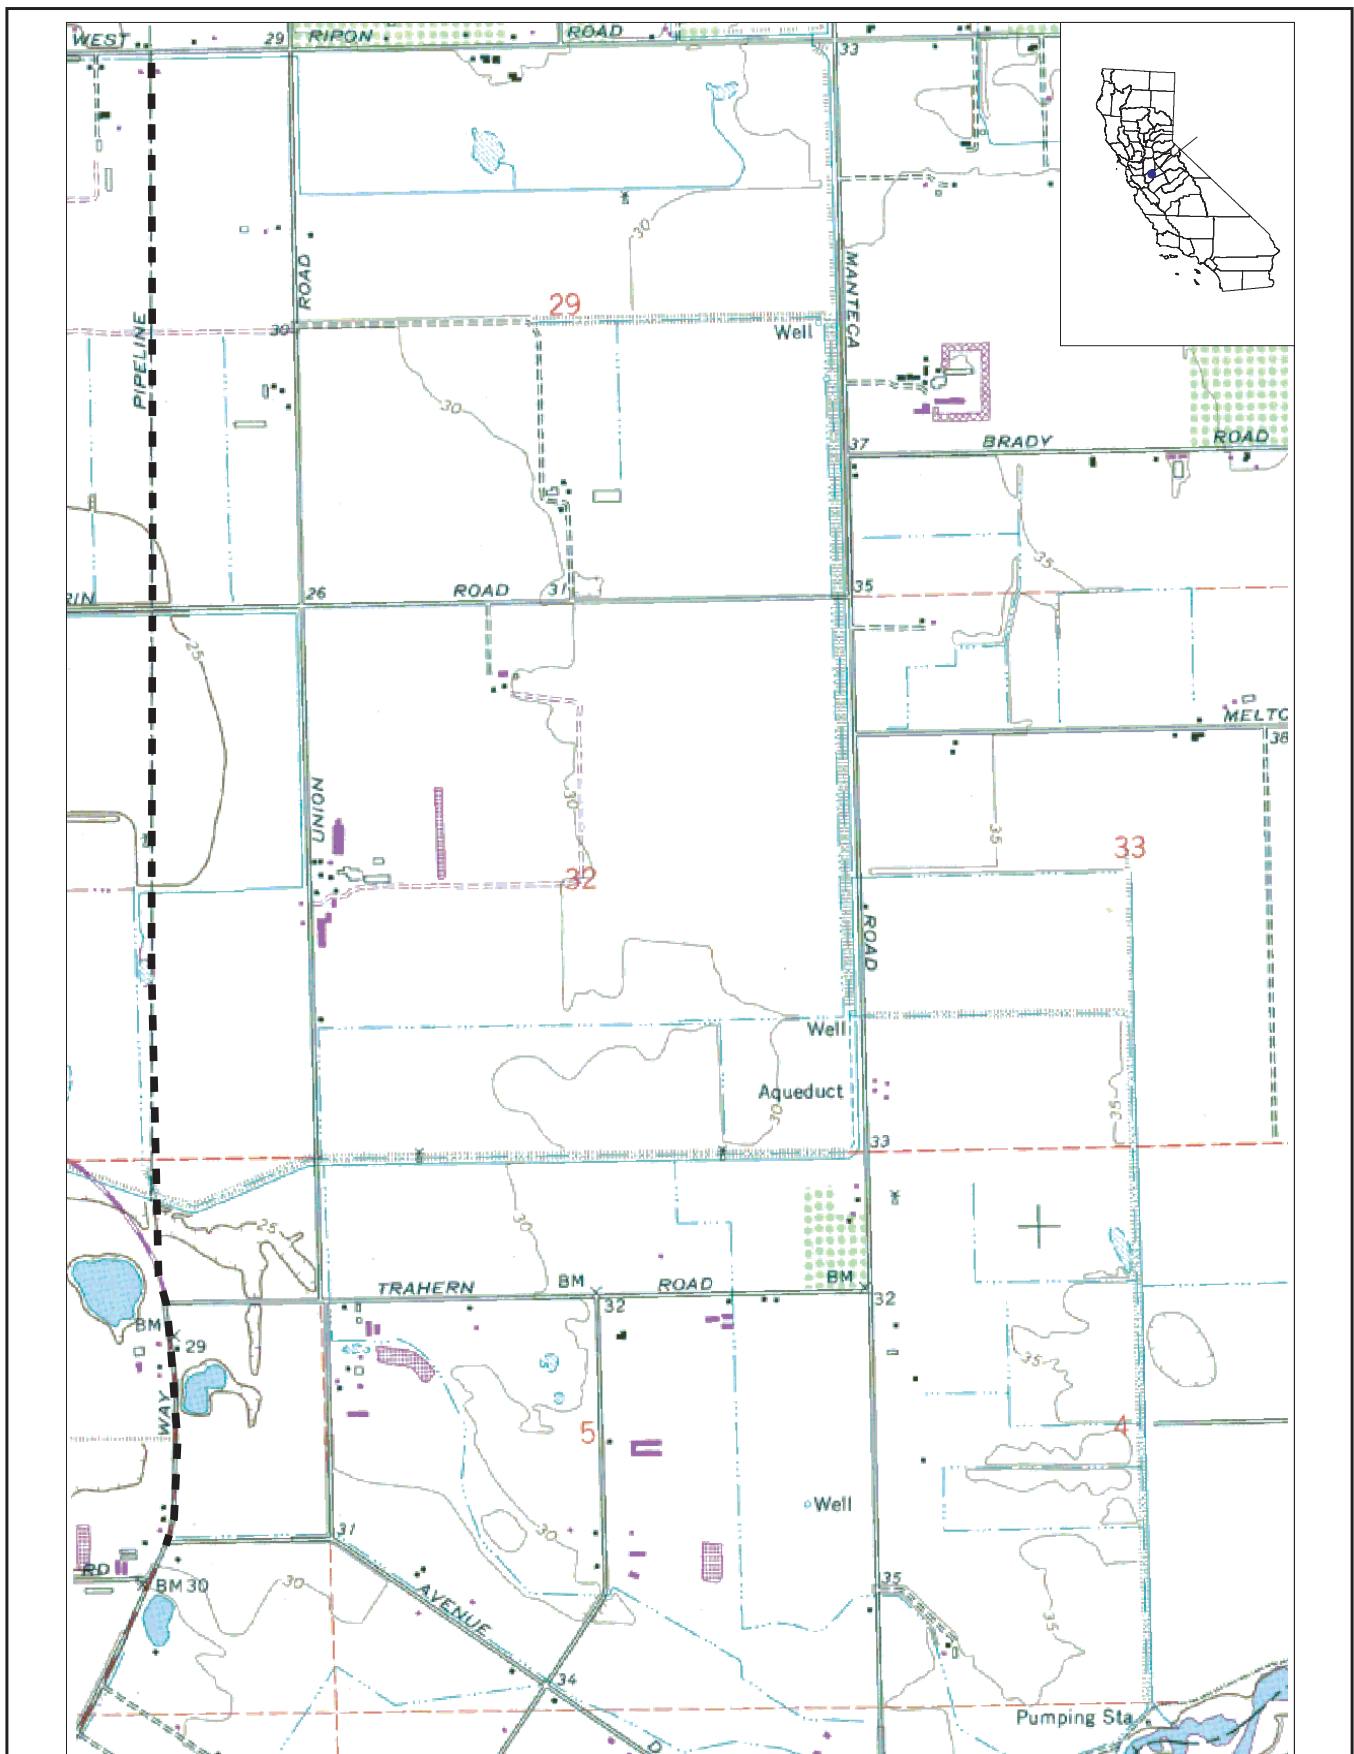 WEST
29
RIPON
ROAD
33
ROAD
30
MANTECA
29
30
Well
PIPELINE
30
37
BRADY
ROAD
35
RIN
26
ROAD
31
35
25
MELTO
38
UNION
30
35
33
32
ROAD
Well
Aqueduct
30
35
33
25
30
TRAHERN
BM
ROAD
BM
32
32
BM
29
35
WAY
5
4
Well
30
31
RD
BM 30
30
AVENUE
35
35
34
D
Pumping Sta